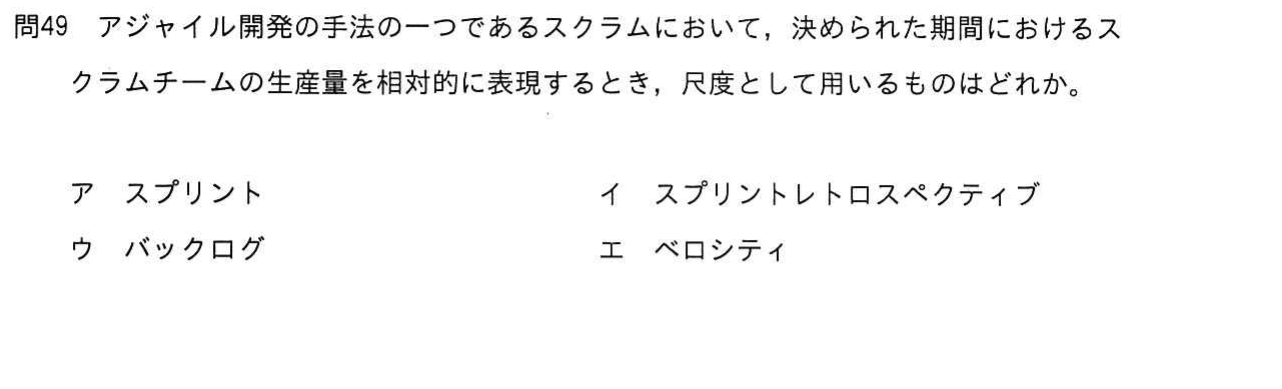 問49　アジャイル開発の手法の一つであるスクラムにおいて，決められた期間におけるス
クラムチームの生産量を相対的に表現するとき，尺度として用いるものはどれか。
ア　スプリント　イ　スプリントレトロスペクティブ
ウ　バックログ　エ　ベロシティ